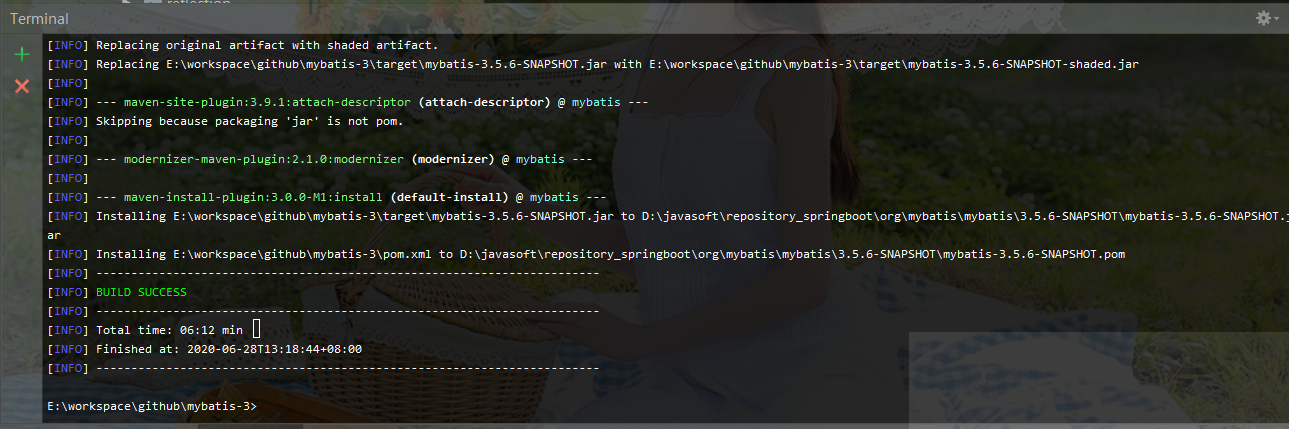 reflection
Terminal
[INFO] Replacing original artifact with shaded artifact.
[INFO] Replacing E:\workspace\github\mybatis-3\target\mybatis-3.5.6-SNAPSHOT.jar with E:\workspace\github\mybatis-3\target\mybatis-3.5.6-SNAPSHOT-shaded.jar
[INFO]
[INFO] --- maven-site-plugin:3.9.1:attach-descriptor (attach-descriptor) @ mybatis ---
[INFO] Skipping because packaging 'jar' is not pom.
[INFO]
[INFO] --- modernizer-maven-plugin:2.1.0:modernizer (modernizer) @ mybatis ---
[INFO]
[INFO] --- maven-install-plugin:3.0.0-M1:install (default-install) @ mybatis ---
[INFO] Installing E:\workspace\github\mybatis-3\target\mybatis-3.5.6-SNAPSHOT.jar to D:\javasoft\repository_springboot\org\mybatis\mybatis\3.5.6-SNAPSHOT\mybatis-3.5.6-SNAPSHOT.j
ar
[INFO] Installing E:\workspace\github\mybatis-3\pom.xml to D:\javasoft\repository_springboot\org\mybatis\mybatis\3.5.6-SNAPSHOT\mybatis-3.5.6-SNAPSHOT.pom
[INFO] ------------------------------------------------------------------------
[INFO] BUILD SUCCESS
[INFO] ------------------------------------------------------------------------
[INFO] Total time: 06:12 min
[INFO] Finished at: 2020-06-28T13:18:44+08:00
[INFO] ------------------------------------------------------------------------
E:\workspace\github\mybatis-3>